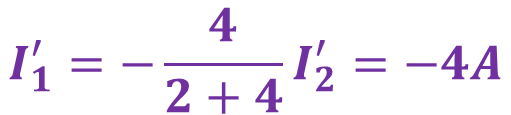 I′₁ = − 4/(2 + 4) I′₂ = −4A